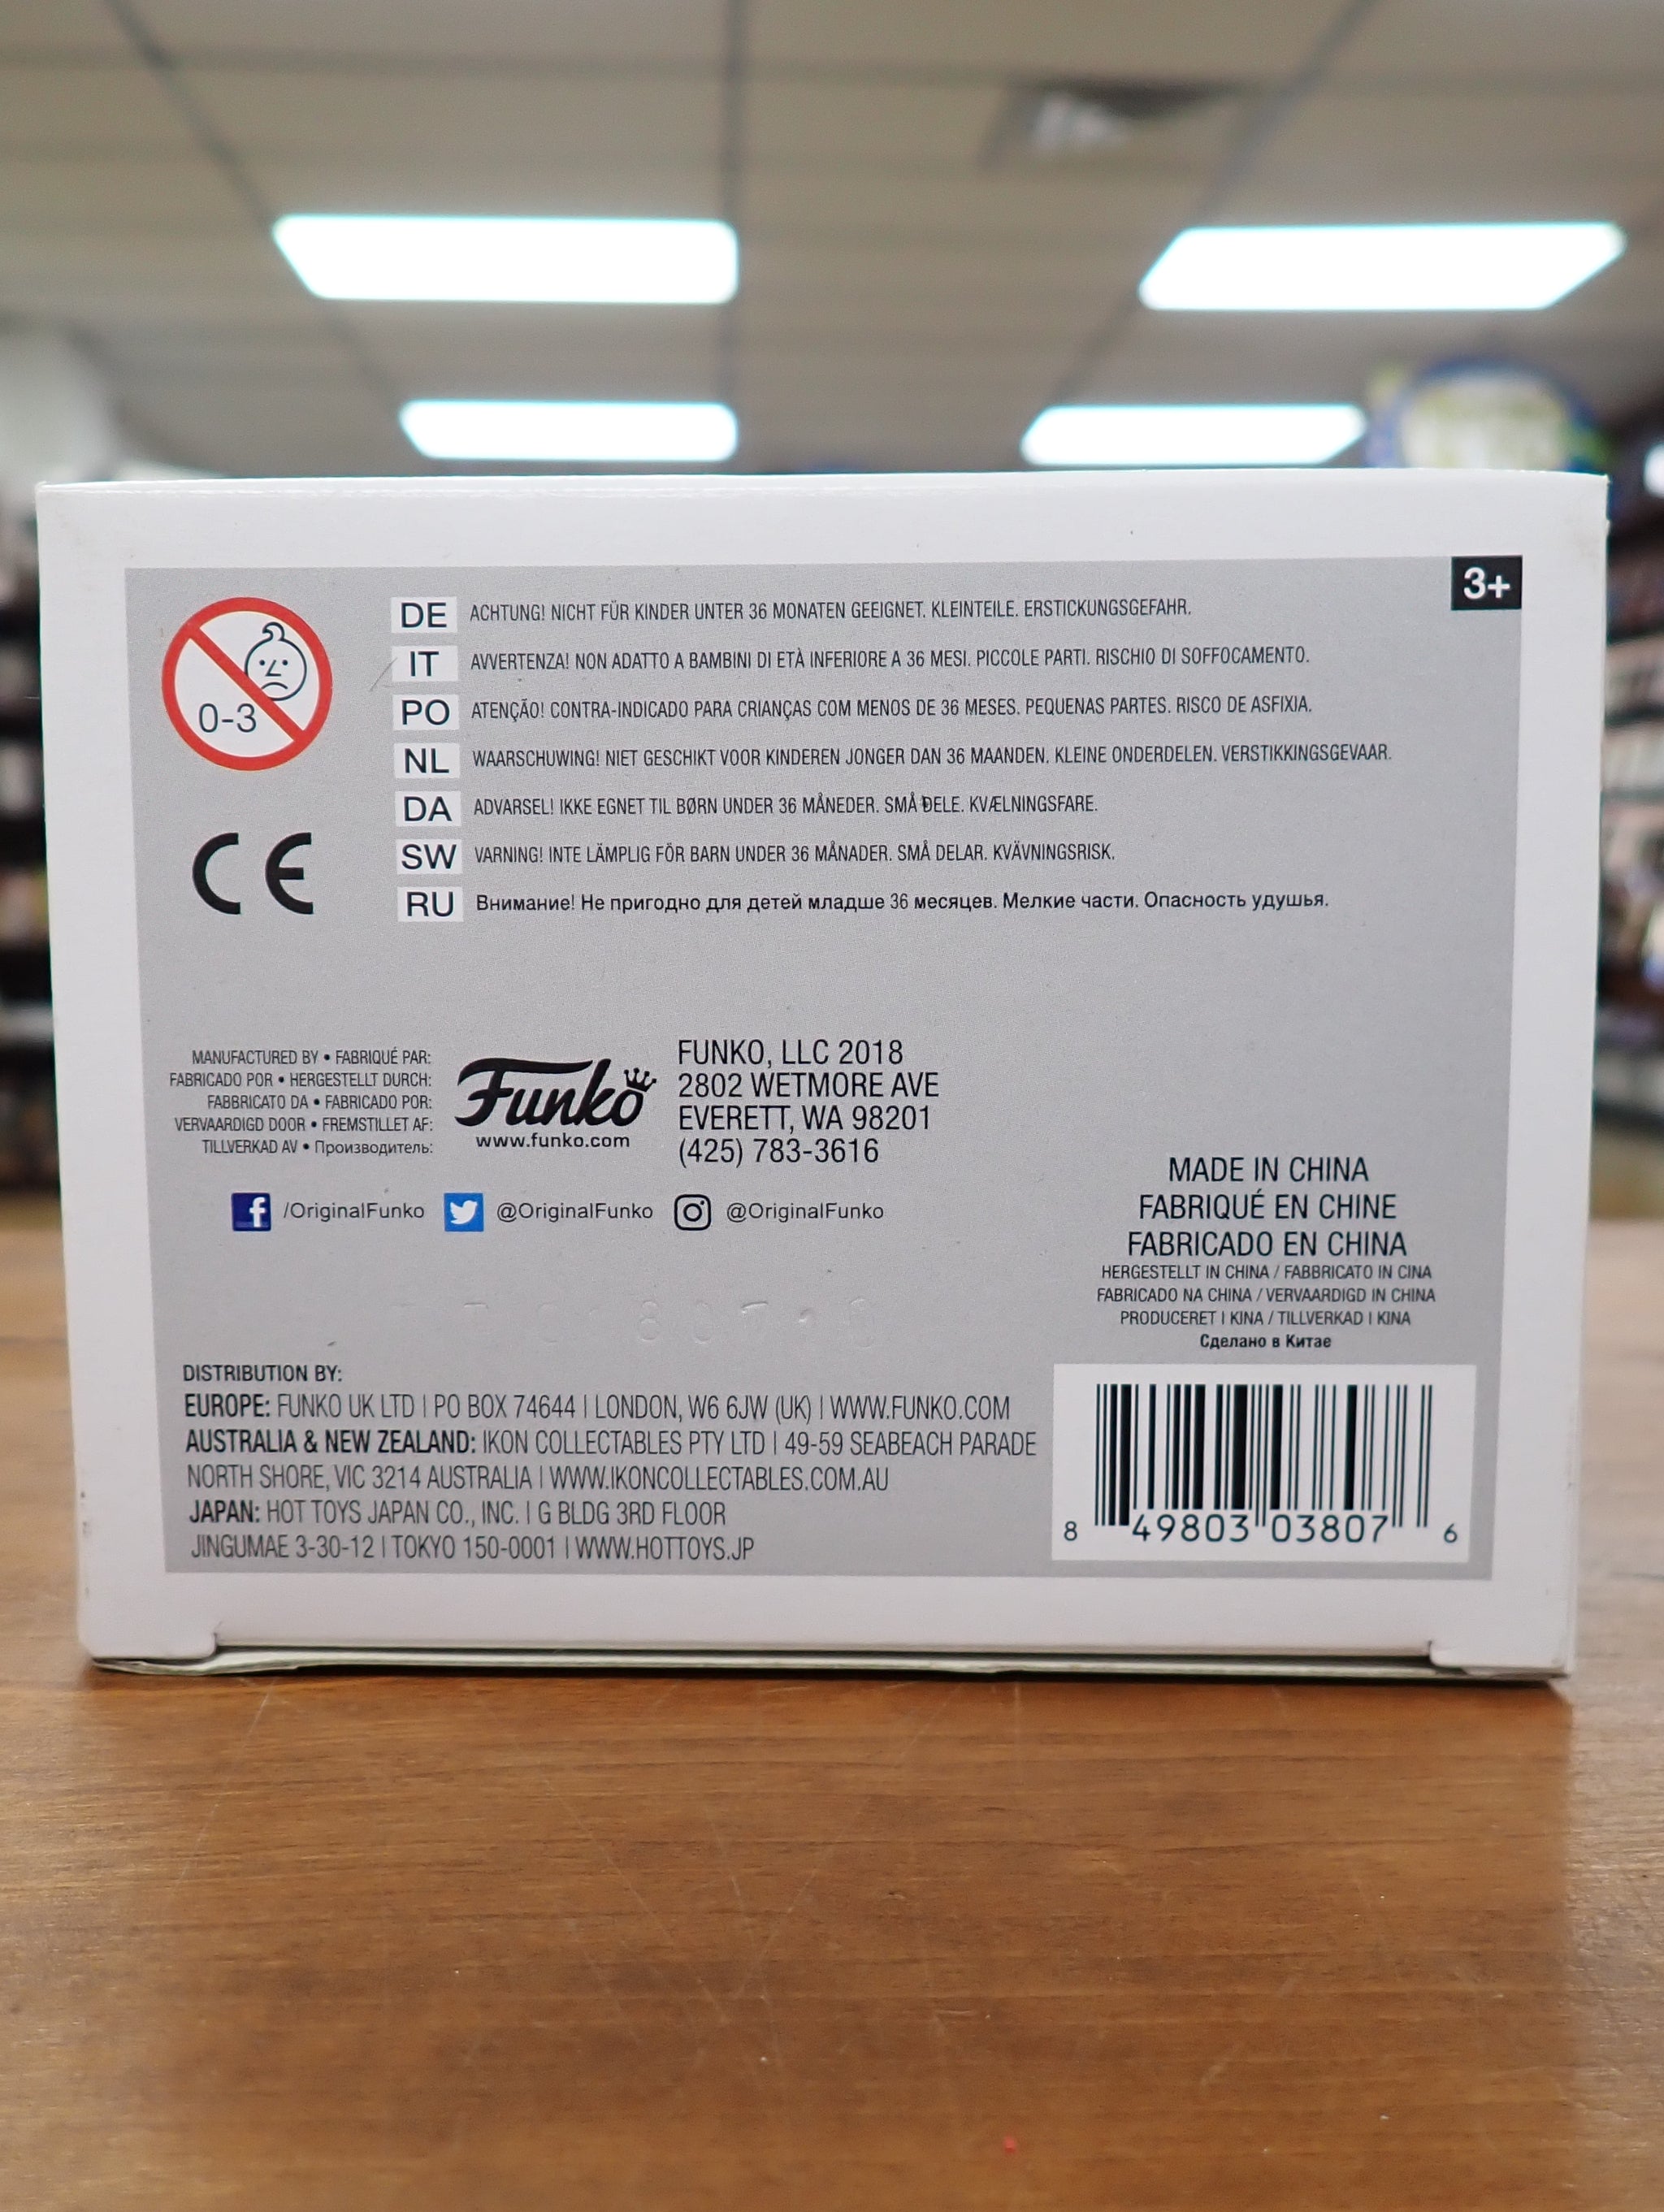 3+
0-3
DE ACHTUNG! NICHT FÜR KINDER UNTER 36 MONATEN GEEIGNET. KLEINTEILE. ERSTICKUNGSGEFAHR.
IT AVVERTENZA! NON ADATTO A BAMBINI DI ETÀ INFERIORE A 36 MESI. PICCOLE PARTI. RISCHIO DI SOFFOCAMENTO.
PO ATENÇÃO! CONTRA-INDICADO PARA CRIANÇAS COM MENOS DE 36 MESES. PEQUENAS PARTES. RISCO DE ASFIXIA.
NL WAARSCHUWING! NIET GESCHIKT VOOR KINDEREN JONGER DAN 36 MAANDEN. KLEINE ONDERDELEN. VERSTIKKINGSGEVAAR.
DA ADVARSEL! IKKE EGNET TIL BØRN UNDER 36 MÅNEDER. SMÅ DELE. KVÆLNINGSFARE.
SW VARNING! INTE LÄMPLIG FÖR BARN UNDER 36 MÅNADER. SMÅ DELAR. KVÄVNINGSRISK.
RU Внимание! Не пригодно для детей младше 36 месяцев. Мелкие части. Опасность удушья.
CE
MANUFACTURED BY • FABRIQUÉ PAR:
FABRICADO POR • HERGESTELLT DURCH:
FABBRICATO DA • FABRICADO POR:
VERVAARDIGD DOOR • FREMSTILLET AF:
TILLVERKAD AV • Производитель:
Funko
www.funko.com
FUNKO, LLC 2018
2802 WETMORE AVE
EVERETT, WA 98201
(425) 783-3616
/OriginalFunko @OriginalFunko @OriginalFunko
MADE IN CHINA
FABRIQUÉ EN CHINE
FABRICADO EN CHINA
HERGESTELLT IN CHINA / FABBRICATO IN CINA
FABRICADO NA CHINA / VERVAARDIGD IN CHINA
PRODUCERET I KINA / TILLVERKAD I KINA
Сделано в Китае
DISTRIBUTION BY:
EUROPE: FUNKO UK LTD | PO BOX 74644 | LONDON, W6 6JW (UK) | WWW.FUNKO.COM
AUSTRALIA & NEW ZEALAND: IKON COLLECTABLES PTY LTD | 49-59 SEABEACH PARADE
NORTH SHORE, VIC 3214 AUSTRALIA | WWW.IKONCOLLECTABLES.COM.AU
JAPAN: HOT TOYS JAPAN CO., INC. | G BLDG 3RD FLOOR
JINGUMAE 3-30-12 | TOKYO 150-0001 | WWW.HOTTOYS.JP
8 49803 03807 6